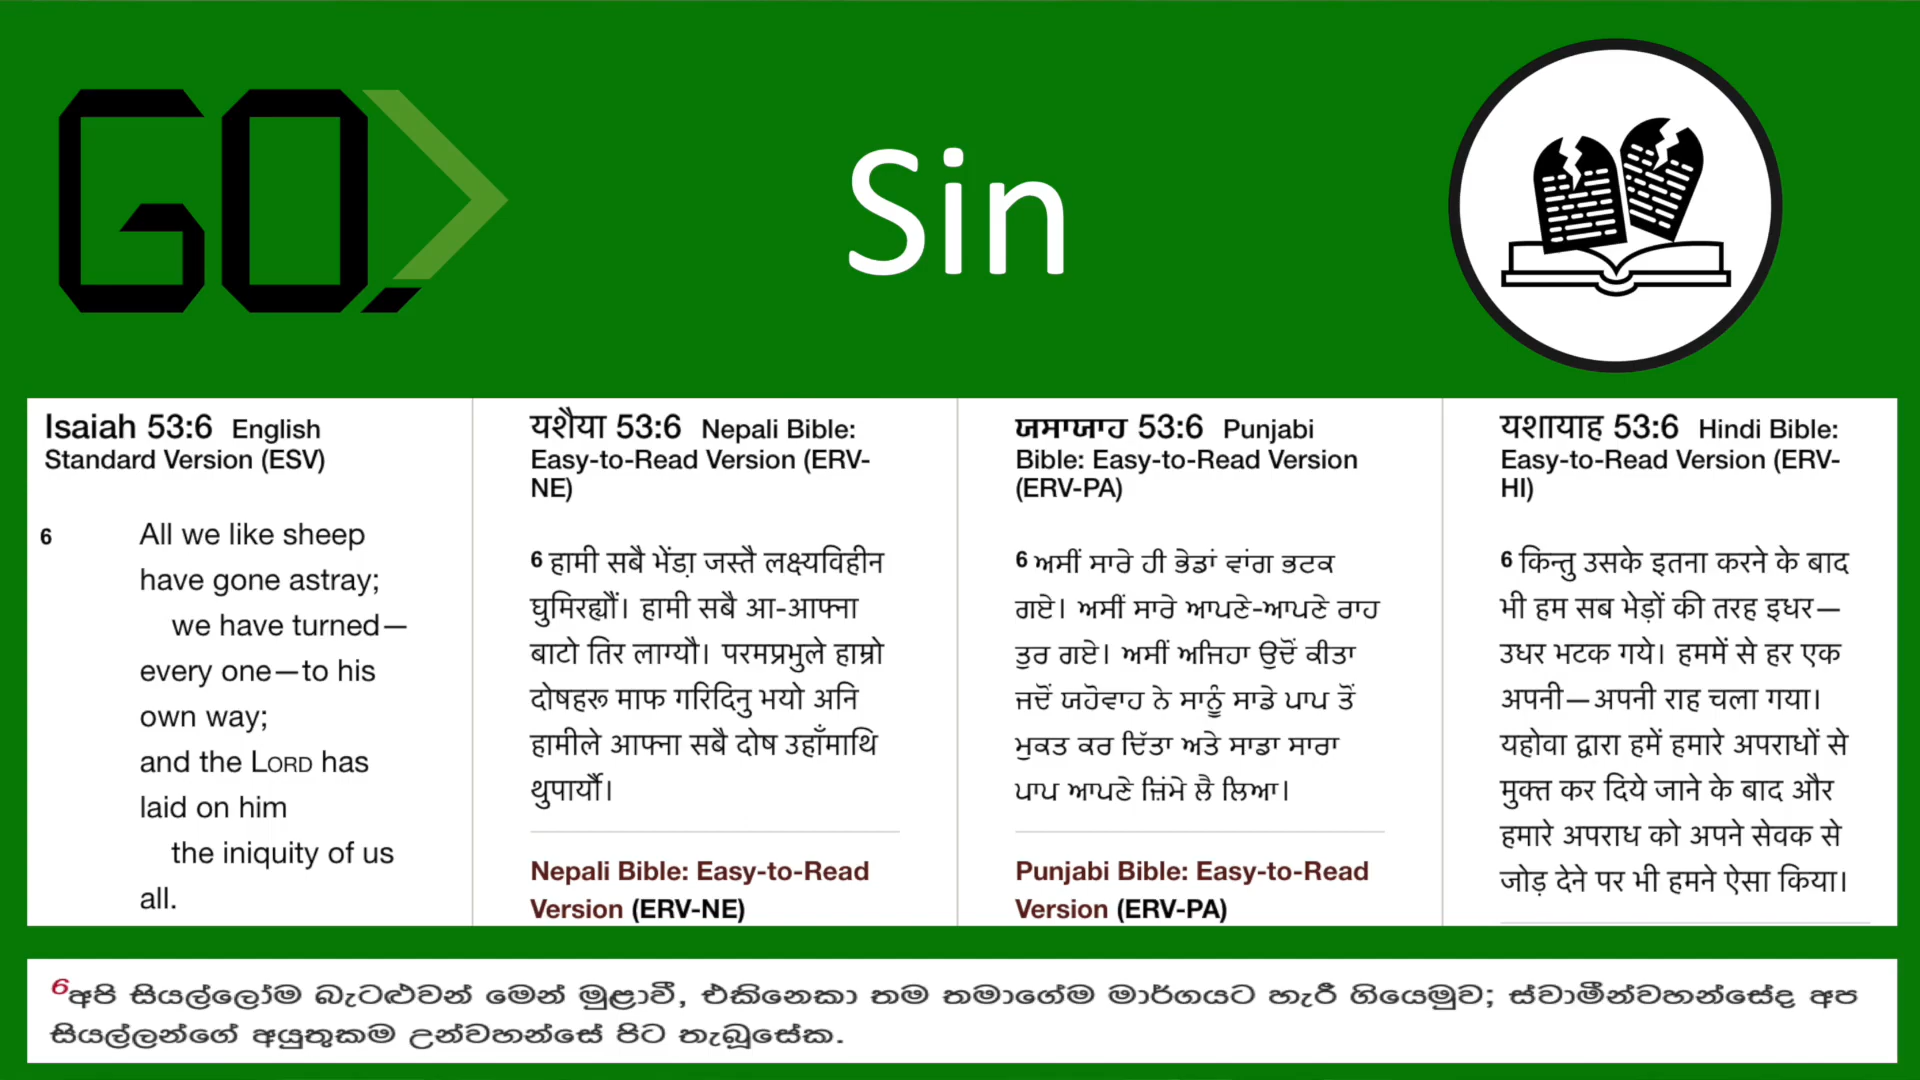 GO
Sin
Isaiah 53:6 English
Standard Version (ESV)
6 All we like sheep
have gone astray;
we have turned—
every one—to his
own way;
and the LORD has
laid on him
the iniquity of us
all.
यशैया 53:6 Nepali Bible:
Easy-to-Read Version (ERV-
NE)
6 हामी सबै भेंडा़ जस्तै लक्ष्यविहीन
घुमिरह्यौं। हामी सबै आ-आफ्ना
बाटो तिर लाग्यौ। परमप्रभुले हाम्रो
दोषहरू माफ गरिदिनु भयो अनि
हामीले आफ्ना सबै दोष उहाँमाथि
थुपार्यौं।
Nepali Bible: Easy-to-Read
Version (ERV-NE)
ਯਸਾਯਾਹ 53:6 Punjabi
Bible: Easy-to-Read Version
(ERV-PA)
6 ਅਸੀਂ ਸਾਰੇ ਹੀ ਭੇਡਾਂ ਵਾਂਗ ਭਟਕ
ਗਏ। ਅਸੀਂ ਸਾਰੇ ਆਪਣੇ-ਆਪਣੇ ਰਾਹ
ਤੁਰ ਗਏ। ਅਸੀਂ ਅਜਿਹਾ ਉਦੋਂ ਕੀਤਾ
ਜਦੋਂ ਯਹੋਵਾਹ ਨੇ ਸਾਨੂੰ ਸਾਡੇ ਪਾਪ ਤੋਂ
ਮੁਕਤ ਕਰ ਦਿੱਤਾ ਅਤੇ ਸਾਡਾ ਸਾਰਾ
ਪਾਪ ਆਪਣੇ ਜ਼ਿੰਮੇ ਲੈ ਲਿਆ।
Punjabi Bible: Easy-to-Read
Version (ERV-PA)
यशायाह 53:6 Hindi Bible:
Easy-to-Read Version (ERV-
HI)
6 किन्तु उसके इतना करने के बाद
भी हम सब भेड़ों की तरह इधर—
उधर भटक गये। हममें से हर एक
अपनी—अपनी राह चला गया।
यहोवा द्वारा हमें हमारे अपराधों से
मुक्त कर दिये जाने के बाद और
हमारे अपराध को अपने सेवक से
जोड़ देने पर भी हमने ऐसा किया।
6අපි සියල්ලෝම බැටළුවන් මෙන් මුළාවී, එකිනෙකා තම තමාගේම මාර්ගයට හැරී ගියෙමුව; ස්වාමීන්වහන්සේද අප
සියල්ලන්ගේ අයුතුකම උන්වහන්සේ පිට තැබූසේක.